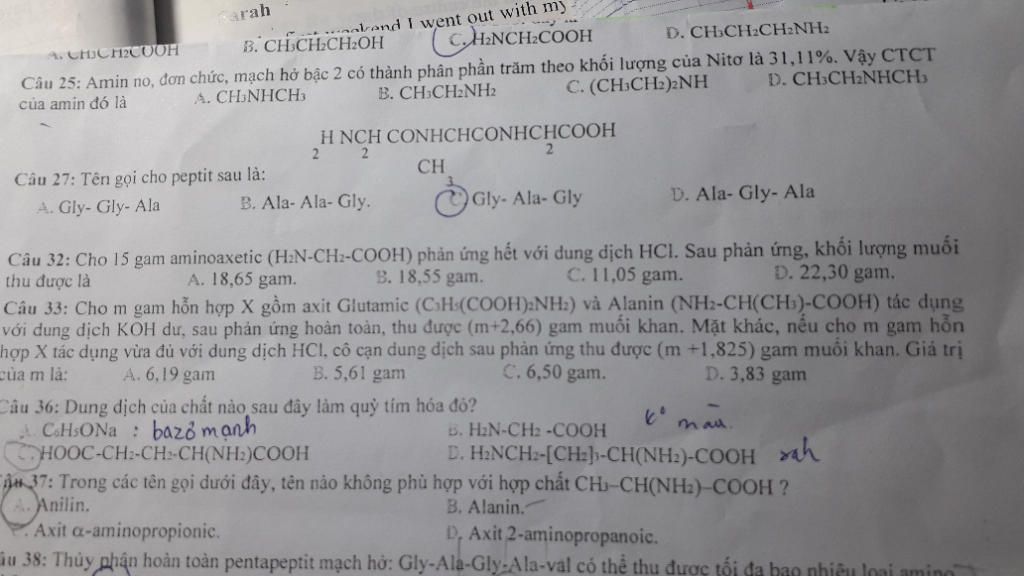 arah
weekend I went out with my
A. CH3CH2COOH B. CH3CH2CH2OH C. H2NCH2COOH D. CH3CH2CH2NH2
Câu 25: Amin no, đơn chức, mạch hở bậc 2 có thành phân phần trăm theo khối lượng của Nitơ là 31,11%. Vậy CTCT
của amin đó là A. CH3NHCH3 B. CH3CH2NH2 C. (CH3CH2)2NH D. CH3CH2NHCH3
H NCH CONHCHCONHCHCOOH
2 2 2
CH
3
Câu 27: Tên gọi cho peptit sau là:
A. Gly- Gly- Ala B. Ala- Ala- Gly. C. Gly- Ala- Gly D. Ala- Gly- Ala
Câu 32: Cho 15 gam aminoaxetic (H2N-CH2-COOH) phản ứng hết với dung dịch HCl. Sau phản ứng, khối lượng muối
thu được là A. 18,65 gam. B. 18,55 gam. C. 11,05 gam. D. 22,30 gam.
Câu 33: Cho m gam hỗn hợp X gồm axit Glutamic (C3H5(COOH)2NH2) và Alanin (NH2-CH(CH3)-COOH) tác dụng
với dung dịch KOH dư, sau phản ứng hoàn toàn, thu được (m+2,66) gam muối khan. Mặt khác, nếu cho m gam hỗn
hợp X tác dụng vừa đủ với dung dịch HCl, cô cạn dung dịch sau phản ứng thu được (m +1,825) gam muối khan. Giá trị
của m là: A. 6,19 gam B. 5,61 gam C. 6,50 gam. D. 3,83 gam
Câu 36: Dung dịch của chất nào sau đây làm quỳ tím hóa đỏ?
A. C6H5ONa : bazơ mạnh B. H2N-CH2 -COOH k° màu.
C. HOOC-CH2-CH2-CH(NH2)COOH D. H2NCH2-[CH2]3-CH(NH2)-COOH xah
Câu 37: Trong các tên gọi dưới đây, tên nào không phù hợp với hợp chất CH3–CH(NH2)–COOH ?
A. Anilin. B. Alanin.
C. Axit α-aminopropionic. D. Axit 2-aminopropanoic.
âu 38: Thủy phân hoàn toàn pentapeptit mạch hở: Gly-Ala-Gly-Ala-val có thể thu được tối đa bao nhiêu loại amino